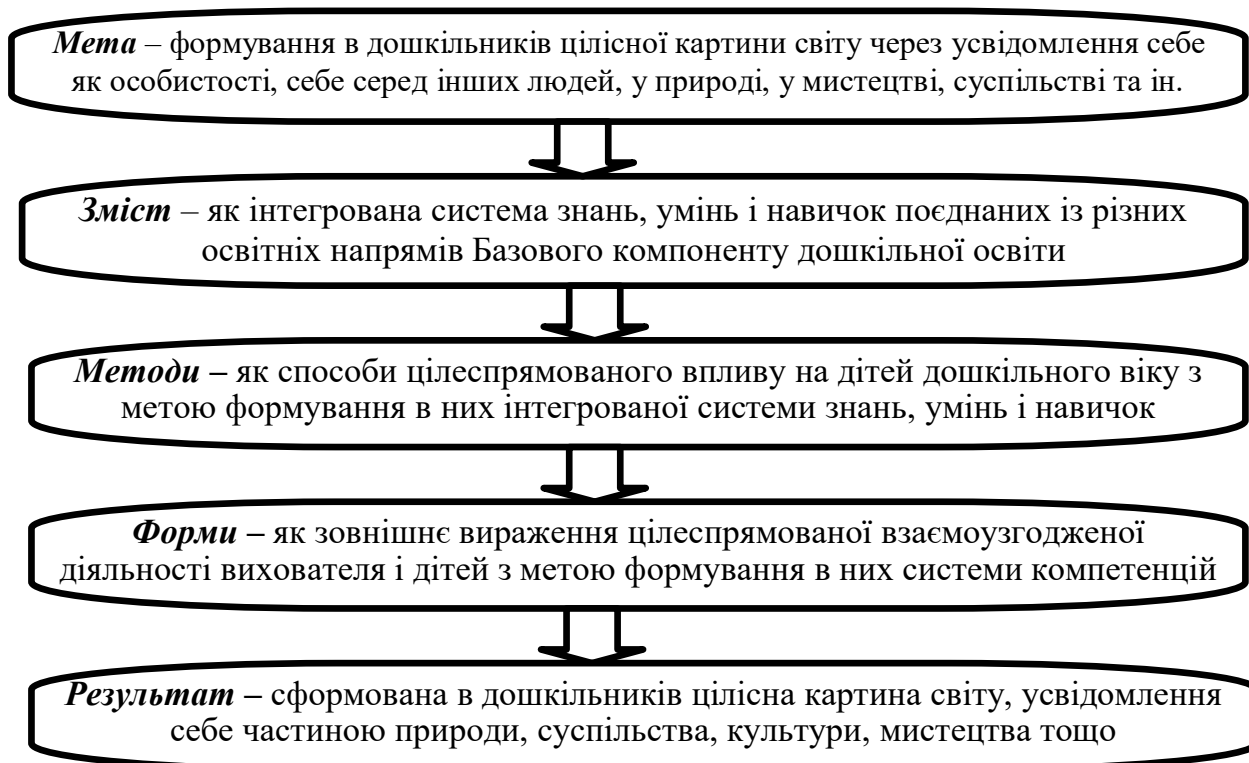 Мета – формування в дошкільників цілісної картини світу через усвідомлення себе
як особистості, себе серед інших людей, у природі, у мистецтві, суспільстві та ін.
Зміст – як інтегрована система знань, умінь і навичок поєднаних із різних
освітніх напрямів Базового компоненту дошкільної освіти
Методи – як способи цілеспрямованого впливу на дітей дошкільного віку з
метою формування в них інтегрованої системи знань, умінь і навичок
Форми – як зовнішнє вираження цілеспрямованої взаємоузгодженої
діяльності вихователя і дітей з метою формування в них системи компетенцій
Результат – сформована в дошкільників цілісна картина світу, усвідомлення
себе частиною природи, суспільства, культури, мистецтва тощо